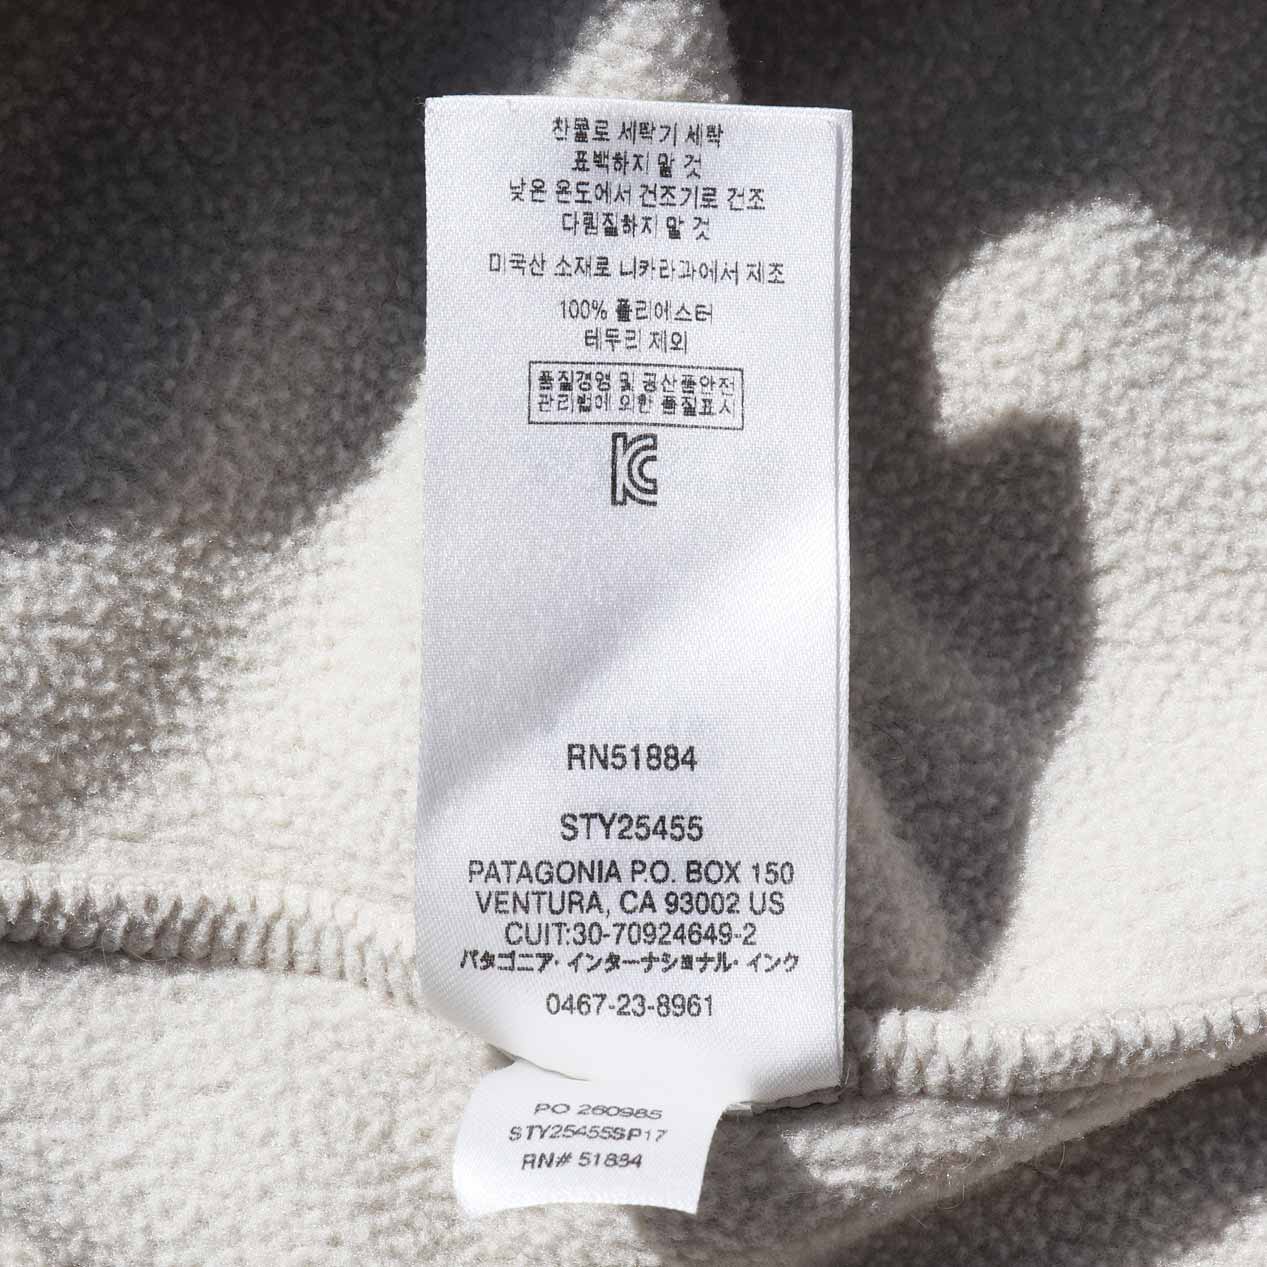 찬물로 세탁기 세탁
표백하지 말 것
낮은 온도에서 건조기로 건조
다림질하지 말 것
미국산 소재로 니카라과에서 제조
100% 폴리에스터
테두리 제외
품질경영 및 공산품안전
관리법에 의한 품질표시
KC
RN51884
STY25455
PATAGONIA P.O. BOX 150
VENTURA, CA 93002 US
CUIT:30-70924649-2
パタゴニア・インターナショナル・インク
0467-23-8961
PO 260985
STY25455SP17
RN# 51884